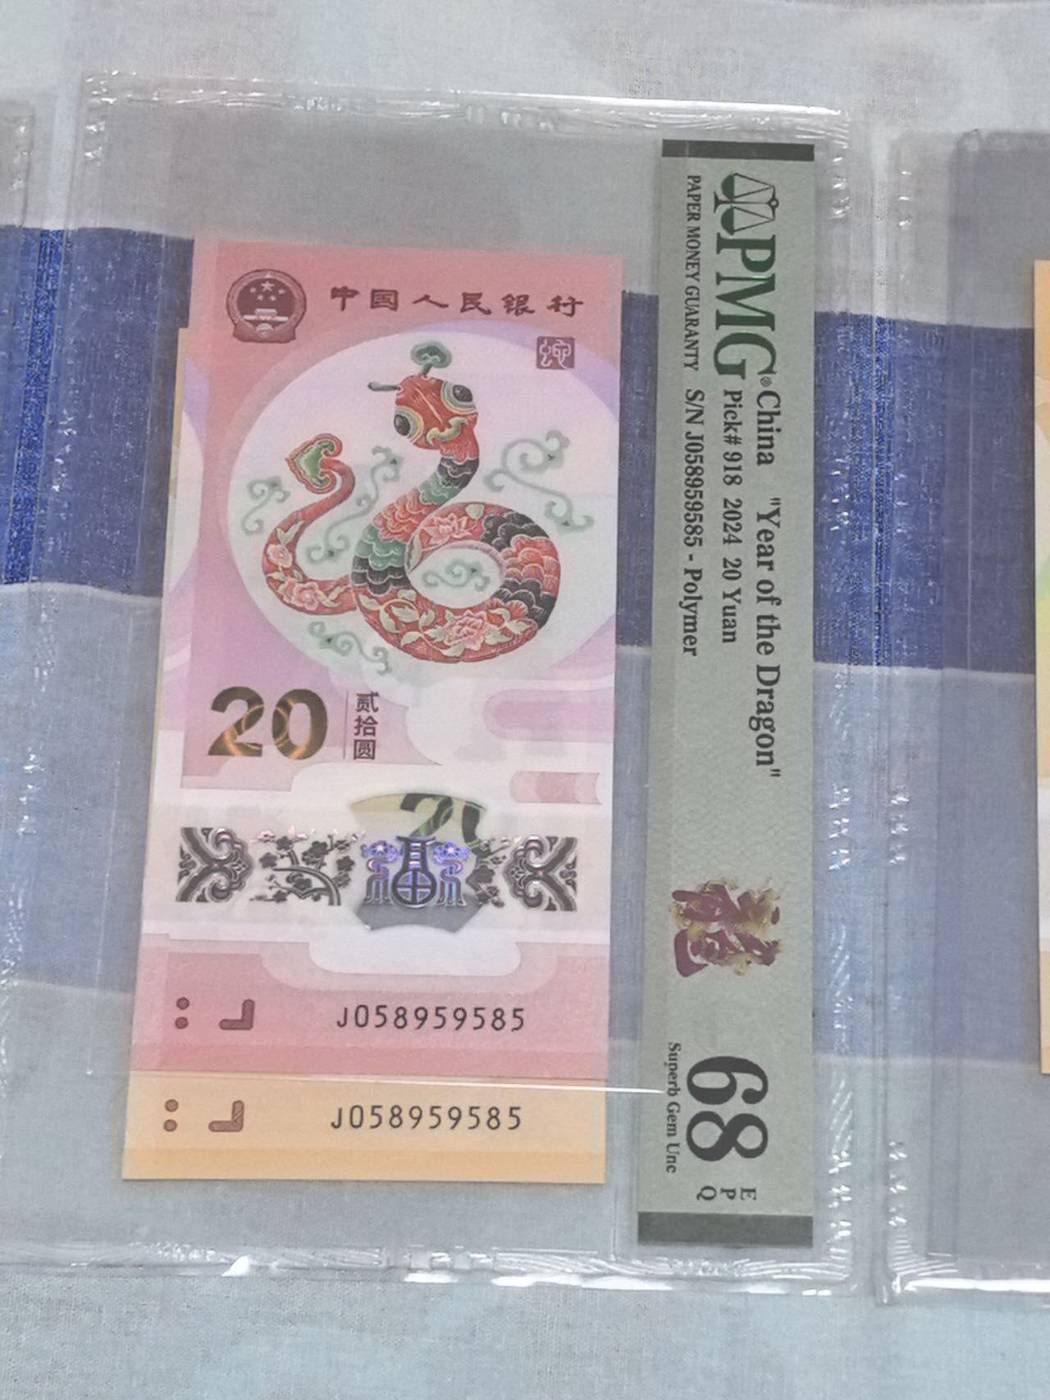 中国人民银行
20
贰拾圆
20
J058959585
J058959585
PMG
PAPER MONEY GUARANTY
China "Year of the Dragon"
Pick# 918 2024 20 Yuan
S/N J058959585 - Polymer
68
EPQ
Superb Gem Unc